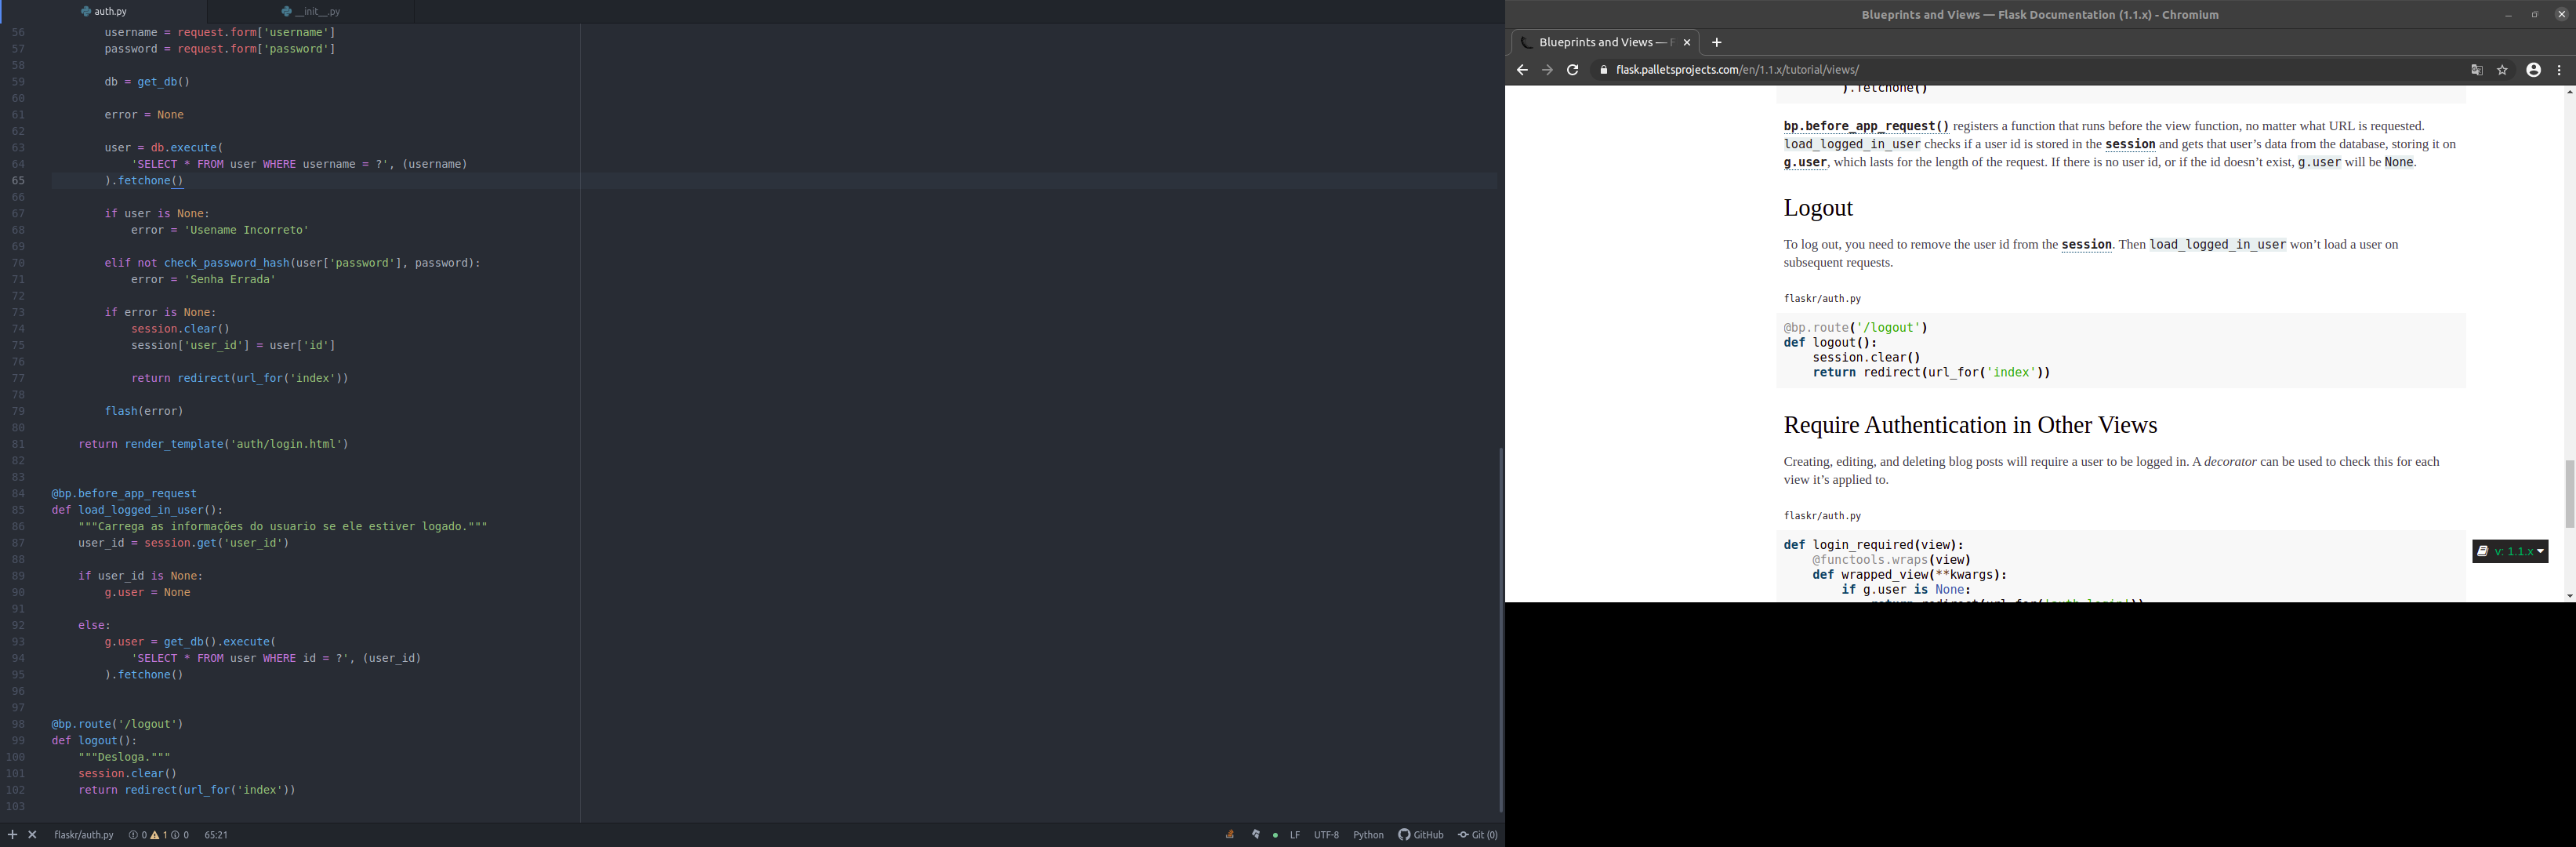 auth.py
__init__.py
56 username = request.form['username']
57 password = request.form['password']
58
59 db = get_db()
60
61 error = None
62
63 user = db.execute(
64 'SELECT * FROM user WHERE username = ?', (username)
65 ).fetchone()
66
67 if user is None:
68 error = 'Usename Incorreto'
69
70 elif not check_password_hash(user['password'], password):
71 error = 'Senha Errada'
72
73 if error is None:
74 session.clear()
75 session['user_id'] = user['id']
76
77 return redirect(url_for('index'))
78
79 flash(error)
80
81 return render_template('auth/login.html')
82
83
84 @bp.before_app_request
85 def load_logged_in_user():
86 """Carrega as informações do usuario se ele estiver logado."""
87 user_id = session.get('user_id')
88
89 if user_id is None:
90 g.user = None
91
92 else:
93 g.user = get_db().execute(
94 'SELECT * FROM user WHERE id = ?', (user_id)
95 ).fetchone()
96
97
98 @bp.route('/logout')
99 def logout():
100 """Desloga."""
101 session.clear()
102 return redirect(url_for('index'))
103
flaskr/auth.py 0 1 0 65:21 LF UTF-8 Python GitHub Git (0)
Blueprints and Views — Flask Documentation (1.1.x) - Chromium
Blueprints and Views — F
flask.palletsprojects.com/en/1.1.x/tutorial/views/
).fetchone()
bp.before_app_request() registers a function that runs before the view function, no matter what URL is requested.
load_logged_in_user checks if a user id is stored in the session and gets that user’s data from the database, storing it on
g.user, which lasts for the length of the request. If there is no user id, or if the id doesn’t exist, g.user will be None.
Logout
To log out, you need to remove the user id from the session. Then load_logged_in_user won’t load a user on
subsequent requests.
flaskr/auth.py
@bp.route('/logout')
def logout():
session.clear()
return redirect(url_for('index'))
Require Authentication in Other Views
Creating, editing, and deleting blog posts will require a user to be logged in. A decorator can be used to check this for each
view it’s applied to.
flaskr/auth.py
def login_required(view):
@functools.wraps(view)
def wrapped_view(**kwargs):
if g.user is None:
return redirect(url_for('auth.login'))
v: 1.1.x